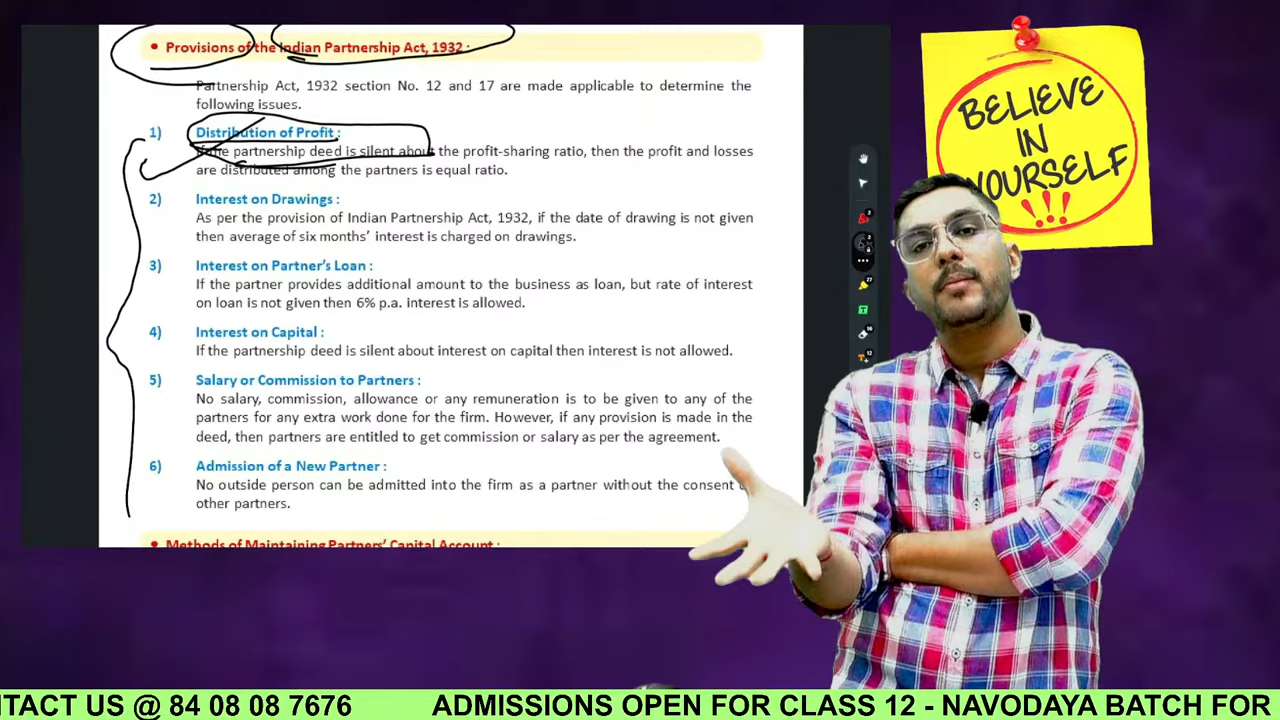 • Provisions of the Indian Partnership Act, 1932 :
Partnership Act, 1932 section No. 12 and 17 are made applicable to determine the
following issues.
1) Distribution of Profit :
If the partnership deed is silent about the profit-sharing ratio, then the profit and losses
are distributed among the partners is equal ratio.
2) Interest on Drawings :
As per the provision of Indian Partnership Act, 1932, if the date of drawing is not given
then average of six months' interest is charged on drawings.
3) Interest on Partner's Loan :
If the partner provides additional amount to the business as loan, but rate of interest
on loan is not given then 6% p.a. interest is allowed.
4) Interest on Capital :
If the partnership deed is silent about interest on capital then interest is not allowed.
5) Salary or Commission to Partners :
No salary, commission, allowance or any remuneration is to be given to any of the
partners for any extra work done for the firm. However, if any provision is made in the
deed, then partners are entitled to get commission or salary as per the agreement.
6) Admission of a New Partner :
No outside person can be admitted into the firm as a partner without the consent
other partners.
• Methods of Maintaining Partners' Capital Account :
BELIEVE
IN
YOURSELF
!!!
NTACT US @ 84 08 08 7676 ADMISSIONS OPEN FOR CLASS 12 - NAVODAYA BATCH FOR